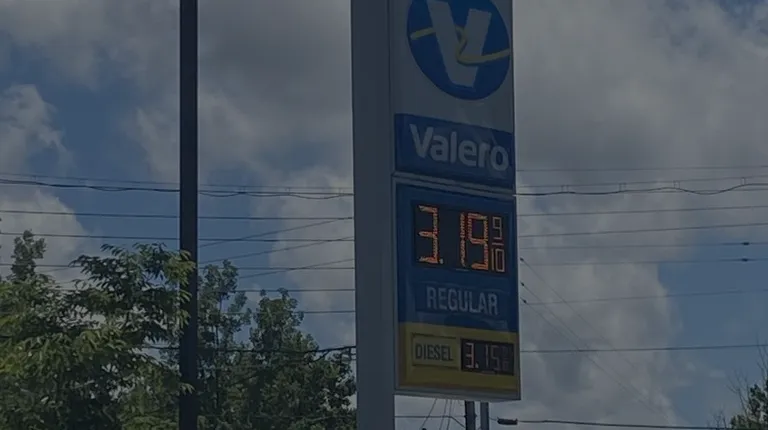 V
Valero
3.19 9/10
REGULAR
DIESEL 3.15